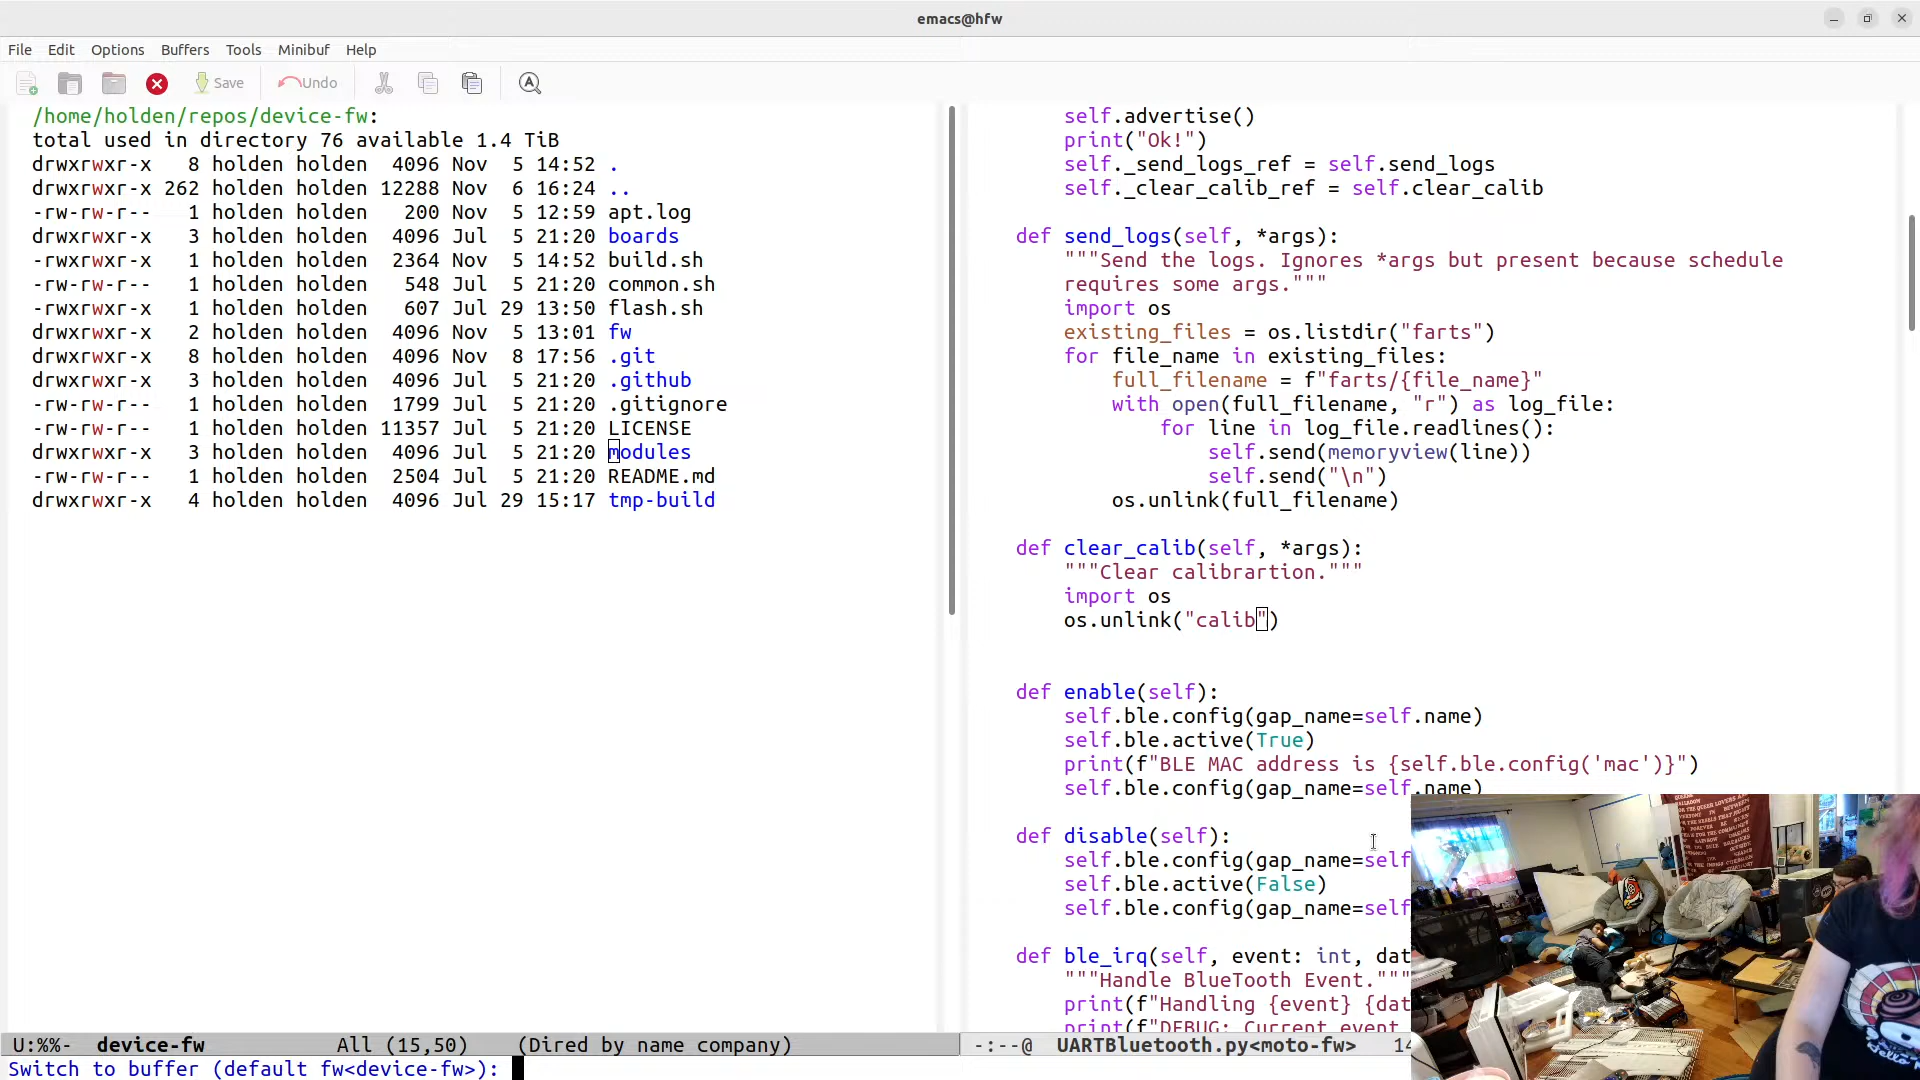 emacs@hfw
File Edit Options Buffers Tools Minibuf Help
Save Undo
/home/holden/repos/device-fw:
total used in directory 76 available 1.4 TiB
drwxrwxr-x   8 holden holden  4096 Nov  5 14:52 .
drwxrwxr-x 262 holden holden 12288 Nov  6 16:24 ..
-rw-rw-r--   1 holden holden   200 Nov  5 12:59 apt.log
drwxrwxr-x   3 holden holden  4096 Jul  5 21:20 boards
-rwxrwxr-x   1 holden holden  2364 Nov  5 14:52 build.sh
-rw-rw-r--   1 holden holden   548 Jul  5 21:20 common.sh
-rwxrwxr-x   1 holden holden   607 Jul 29 13:50 flash.sh
drwxrwxr-x   2 holden holden  4096 Nov  5 13:01 fw
drwxrwxr-x   8 holden holden  4096 Nov  8 17:56 .git
drwxrwxr-x   3 holden holden  4096 Jul  5 21:20 .github
-rw-rw-r--   1 holden holden  1799 Jul  5 21:20 .gitignore
-rw-rw-r--   1 holden holden 11357 Jul  5 21:20 LICENSE
drwxrwxr-x   3 holden holden  4096 Jul  5 21:20 modules
-rw-rw-r--   1 holden holden  2504 Jul  5 21:20 README.md
drwxrwxr-x   4 holden holden  4096 Jul 29 15:17 tmp-build
U:%%-  device-fw           All (15,50)   (Dired by name company)
        self.advertise()
        print("Ok!")
        self._send_logs_ref = self.send_logs
        self._clear_calib_ref = self.clear_calib
    def send_logs(self, *args):
        """Send the logs. Ignores *args but present because schedule
        requires some args."""
        import os
        existing_files = os.listdir("farts")
        for file_name in existing_files:
            full_filename = f"farts/{file_name}"
            with open(full_filename, "r") as log_file:
                for line in log_file.readlines():
                    self.send(memoryview(line))
                    self.send("\n")
            os.unlink(full_filename)
    def clear_calib(self, *args):
        """Clear calibrartion."""
        import os
        os.unlink("calib")
    def enable(self):
        self.ble.config(gap_name=self.name)
        self.ble.active(True)
        print(f"BLE MAC address is {self.ble.config('mac')}")
        self.ble.config(gap_name=self.name)
    def disable(self):
        self.ble.config(gap_name=self
        self.ble.active(False)
        self.ble.config(gap_name=self
    def ble_irq(self, event: int, dat
        """Handle BlueTooth Event."""
        print(f"Handling {event} {dat
        print(f"DEBUG: Current event
-:--@  UARTBluetooth.py<moto-fw>   14
Switch to buffer (default fw<device-fw>):